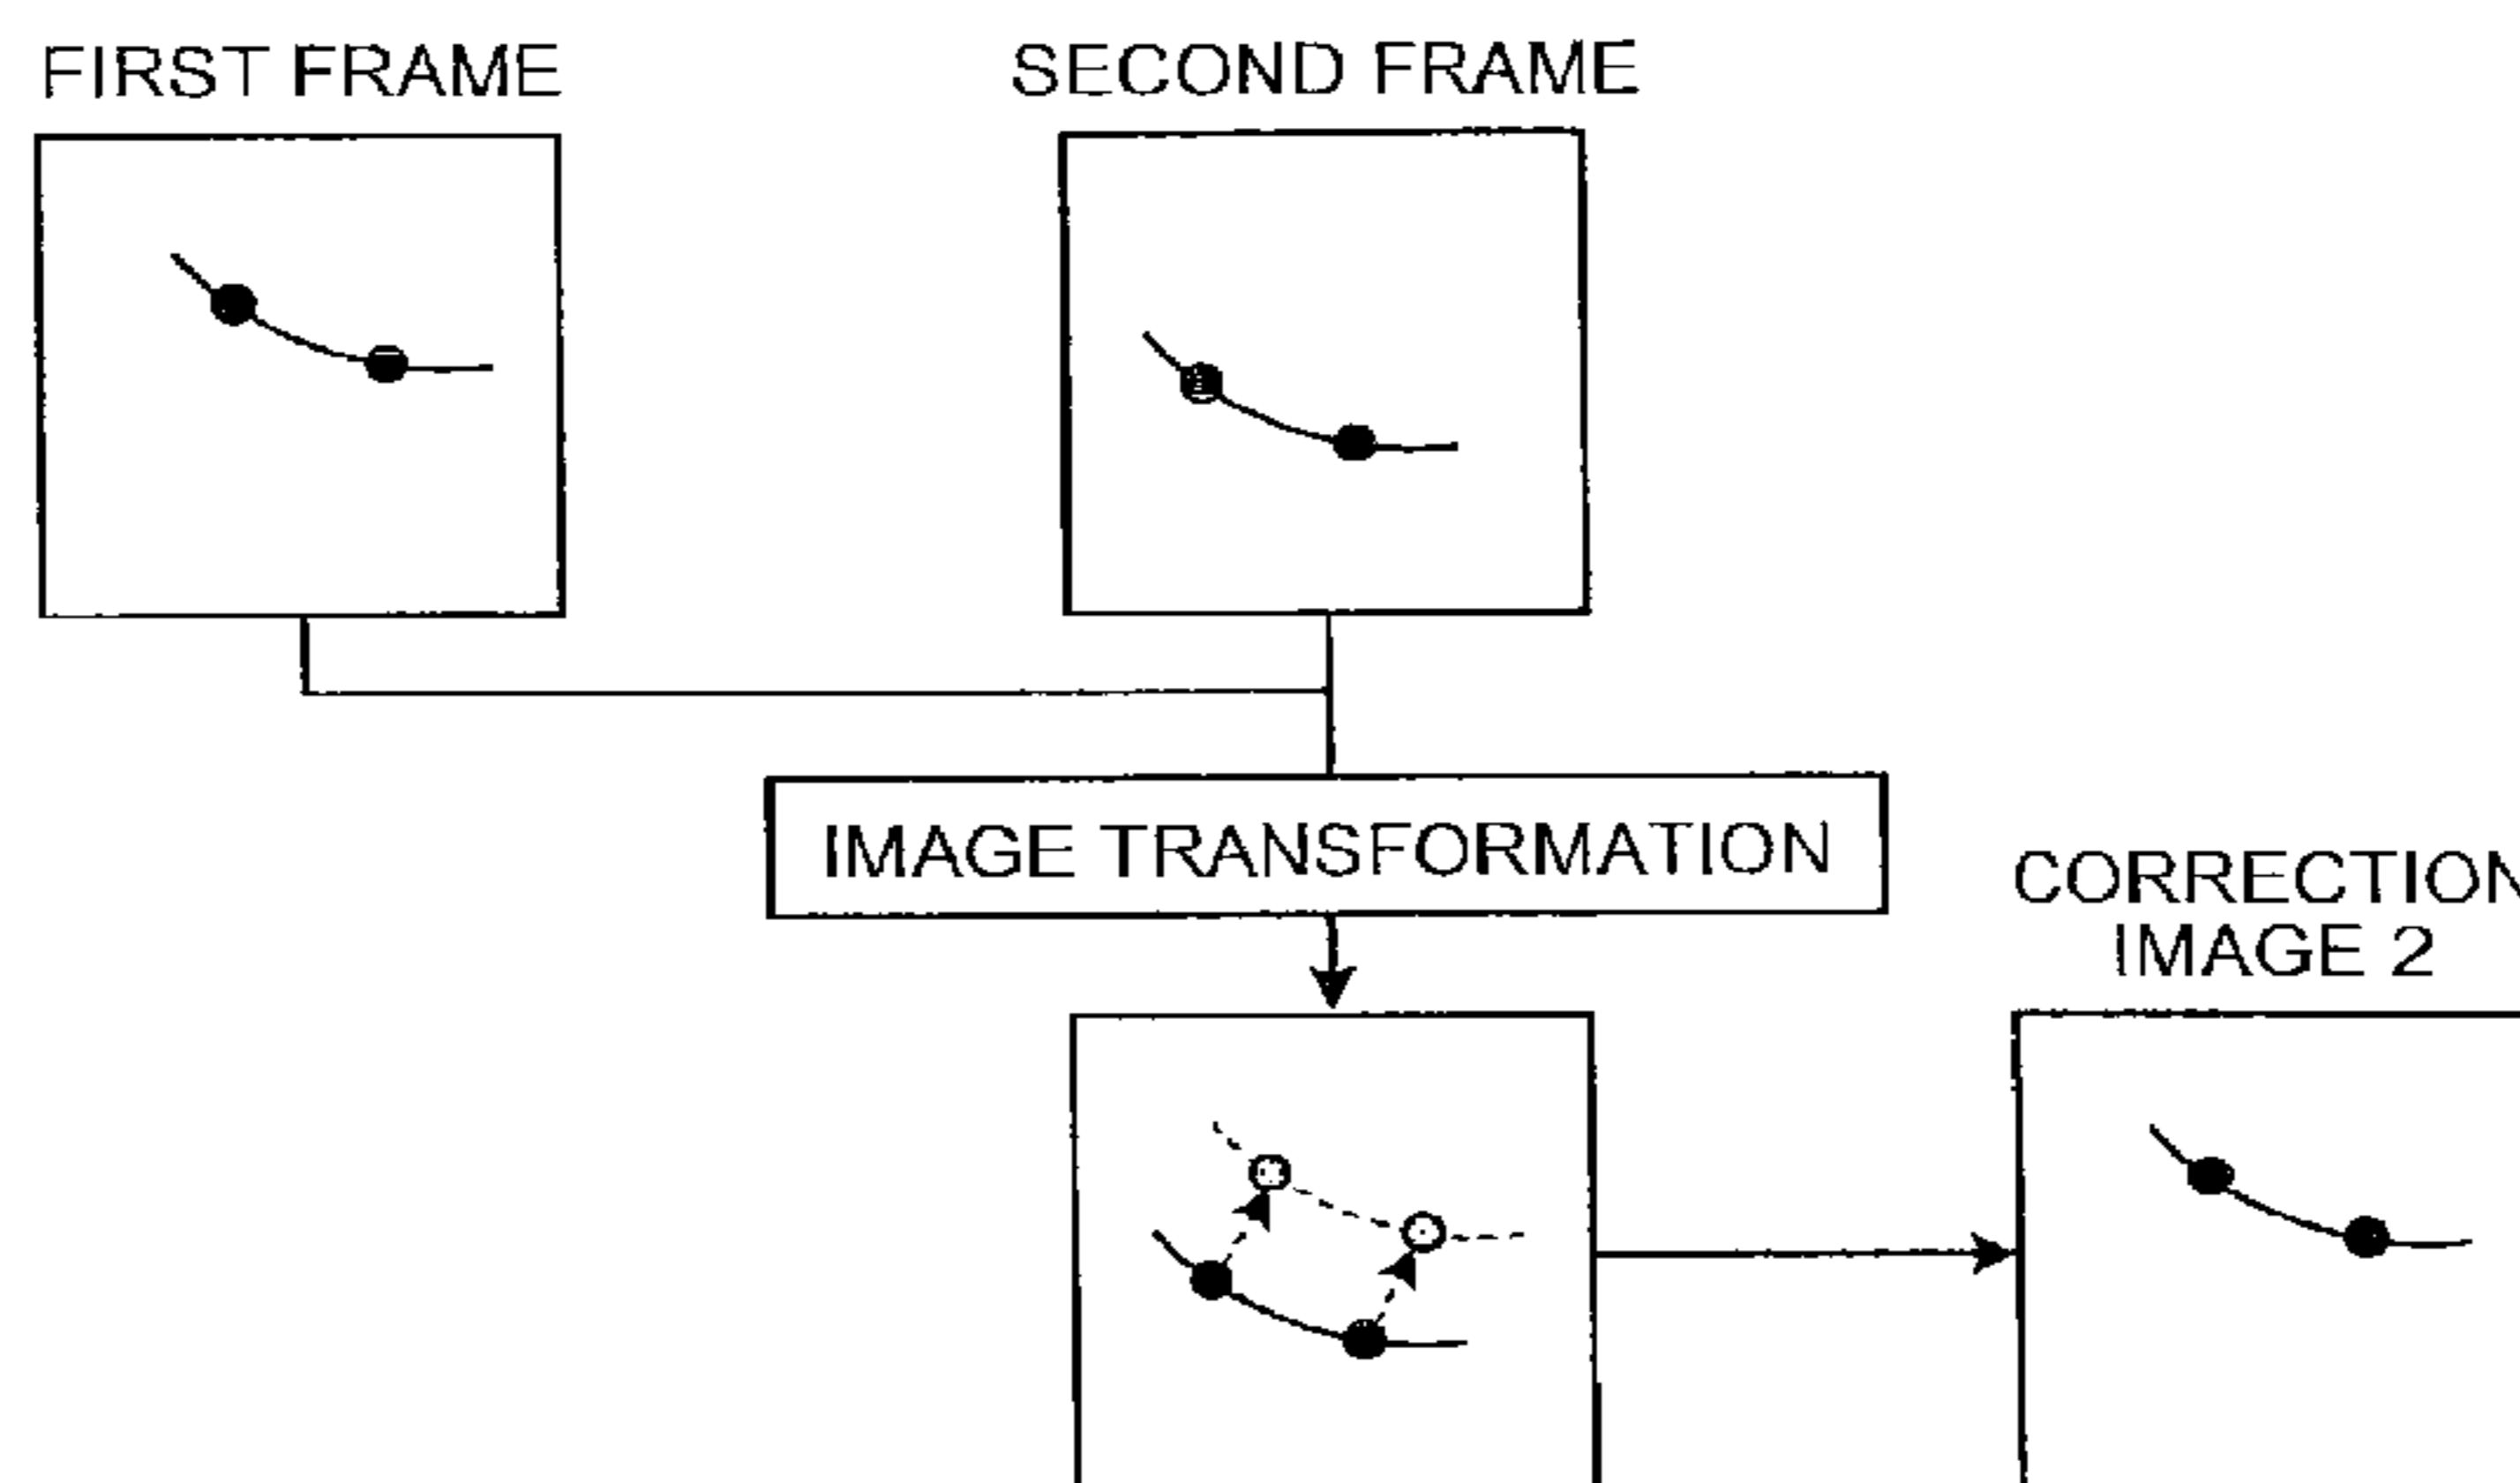 FIRST FRAME
SECOND FRAME
IMAGE TRANSFORMATION
CORRECTION
IMAGE 2